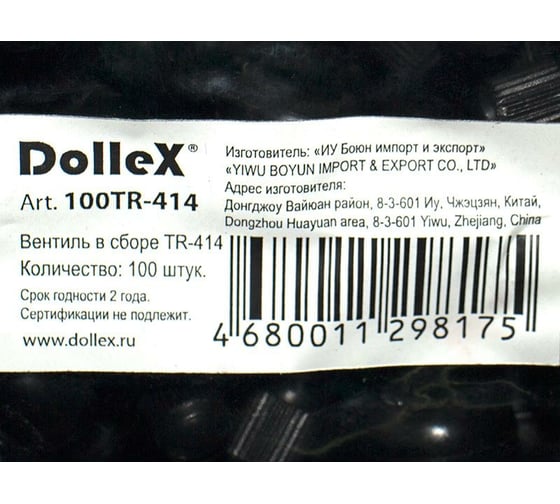 DolleX®
Art. 100TR-414
Вентиль в сборе TR-414
Количество: 100 штук.
Срок годности 2 года.
Сертификации не подлежит.
www.dollex.ru
Изготовитель: «ИУ Боюн импорт и экспорт»
«YIWU BOYUN IMPORT & EXPORT CO., LTD»
Адрес изготовителя:
Донгджоу Вайюан район, 8-3-601 Иу, Чжэцзян, Китай,
Dongzhou Huayuan area, 8-3-601 Yiwu, Zhejiang, China
4 680011 298175